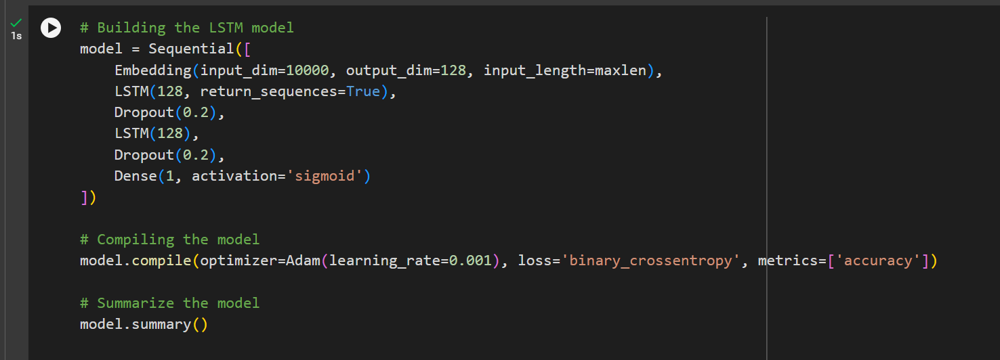 1s
# Building the LSTM model
model = Sequential([
    Embedding(input_dim=10000, output_dim=128, input_length=maxlen),
    LSTM(128, return_sequences=True),
    Dropout(0.2),
    LSTM(128),
    Dropout(0.2),
    Dense(1, activation='sigmoid')
])
# Compiling the model
model.compile(optimizer=Adam(learning_rate=0.001), loss='binary_crossentropy', metrics=['accuracy'])
# Summarize the model
model.summary()